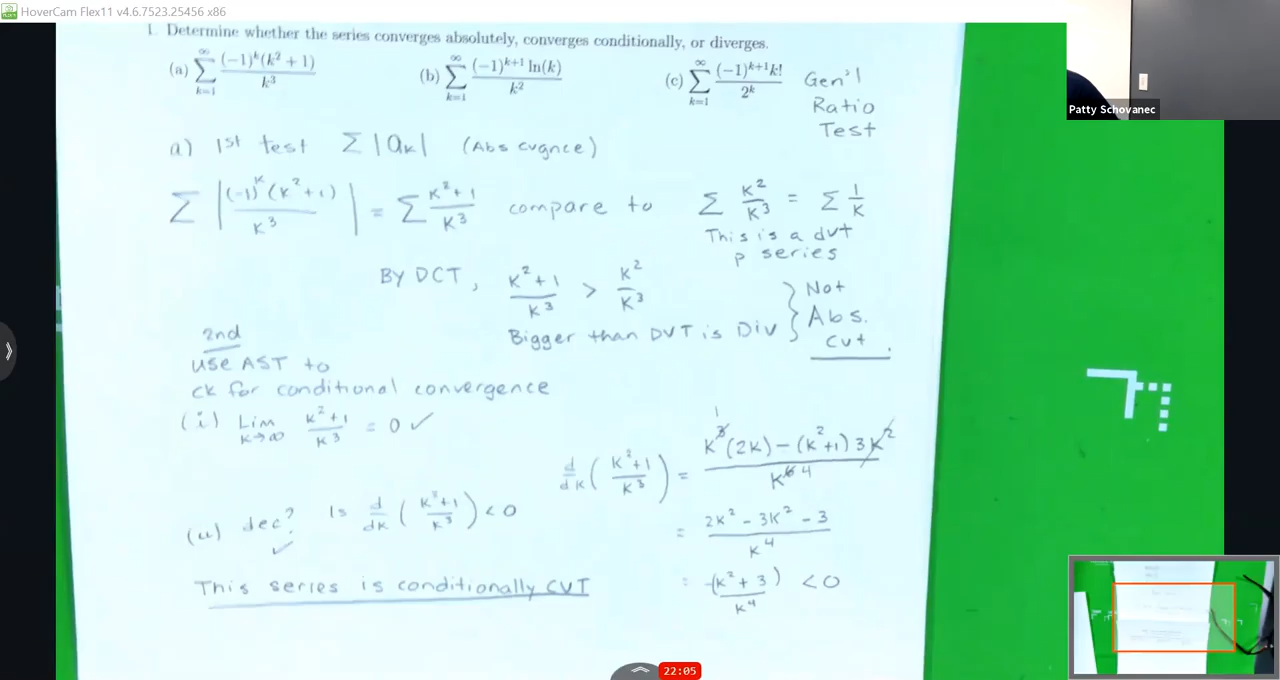 HoverCam Flex11 v4.6.7523.25456 x86
1. Determine whether the series converges absolutely, converges conditionally, or diverges.
(a) ∑_{k=1}^{∞} (-1)^k(k^2 + 1) / k^3 (b) ∑_{k=1}^{∞} (-1)^{k+1} ln(k) / k^2 (c) ∑_{k=1}^{∞} (-1)^{k+1}k! / 2^k
Gen'l
Ratio
Test
Patty Schovanec
a) 1st test Σ |a_k| (Abs cvgnce)
Σ | (-1)^k (k^2+1) / k^3 | = Σ k^2+1 / k^3 compare to Σ k^2 / k^3 = Σ 1/k
This is a dvt
p series
By DCT, k^2+1 / k^3 > k^2 / k^3
Bigger than DVT is Div } Not
Abs.
cvt.
2nd
use AST to
ck for conditional convergence
(i) Lim_{k→∞} k^2+1 / k^3 = 0 ✓
d/dk ( k^2+1 / k^3 ) = k^3 1 (2k) - (k^2+1) 3k^2 / k^6 4
(ii) dec? ✓ Is d/dk ( k^2+1 / k^3 ) < 0
= 2k^2 - 3k^2 - 3 / k^4
This series is conditionally CVT
= -(k^2+3) / k^4 < 0
22:05